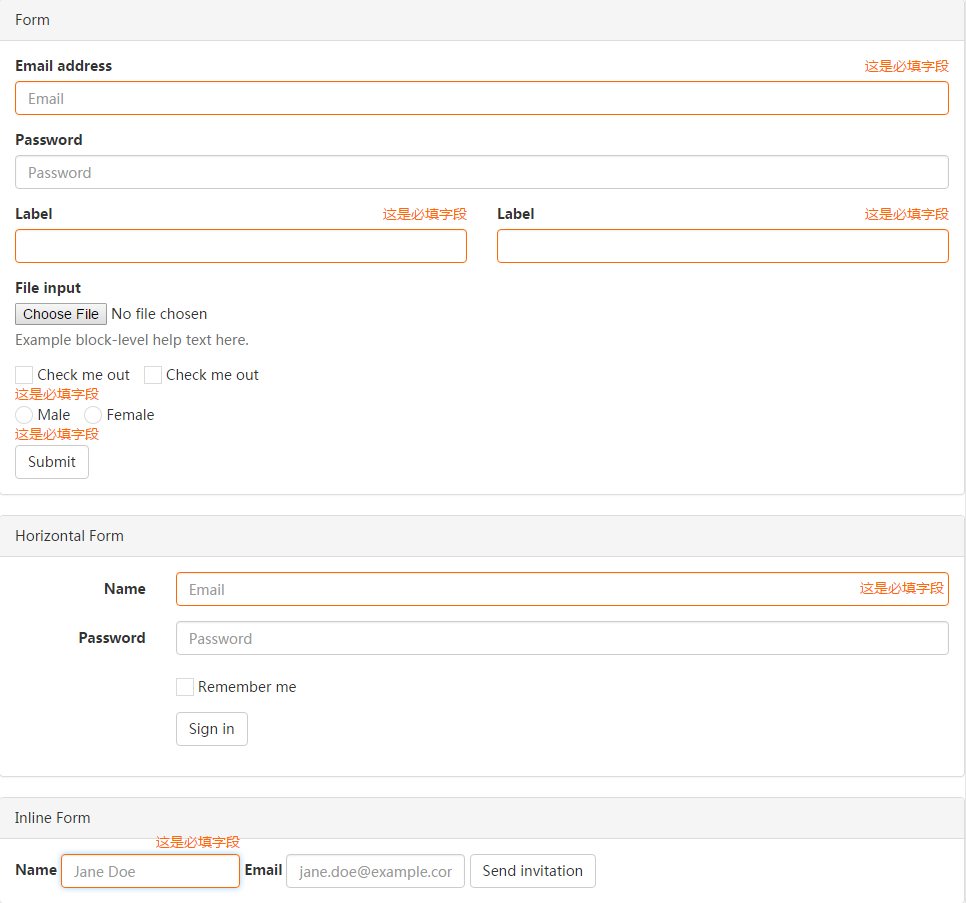 Form
Email address 这是必填字段
Email
Password
Password
Label 这是必填字段 Label 这是必填字段
File input
Choose File No file chosen
Example block-level help text here.
Check me out Check me out
这是必填字段
Male Female
这是必填字段
Submit
Horizontal Form
Name Email 这是必填字段
Password Password
Remember me
Sign in
Inline Form
这是必填字段
Name Jane Doe Email jane.doe@example.cor Send invitation